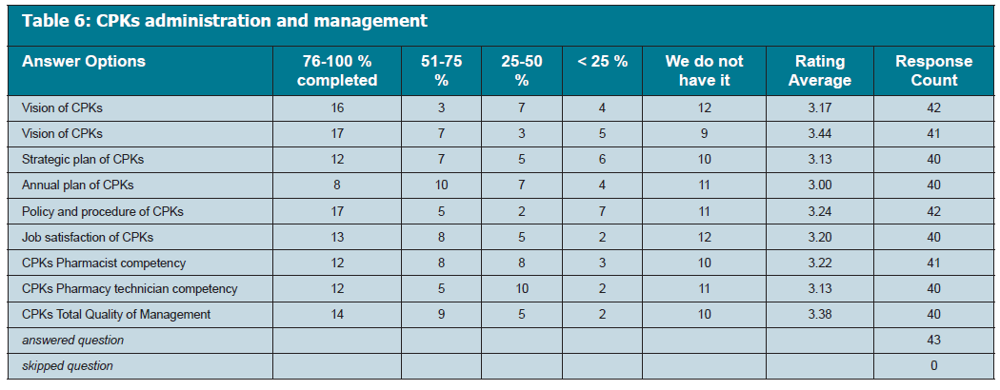 Table 6: CPKs administration and management
Answer Options 76-100 % completed 51-75 % 25-50 % < 25 % We do not have it Rating Average Response Count
Vision of CPKs 16 3 7 4 12 3.17 42
Vision of CPKs 17 7 3 5 9 3.44 41
Strategic plan of CPKs 12 7 5 6 10 3.13 40
Annual plan of CPKs 8 10 7 4 11 3.00 40
Policy and procedure of CPKs 17 5 2 7 11 3.24 42
Job satisfaction of CPKs 13 8 5 2 12 3.20 40
CPKs Pharmacist competency 12 8 8 3 10 3.22 41
CPKs Pharmacy technician competency 12 5 10 2 11 3.13 40
CPKs Total Quality of Management 14 9 5 2 10 3.38 40
answered question 43
skipped question 0